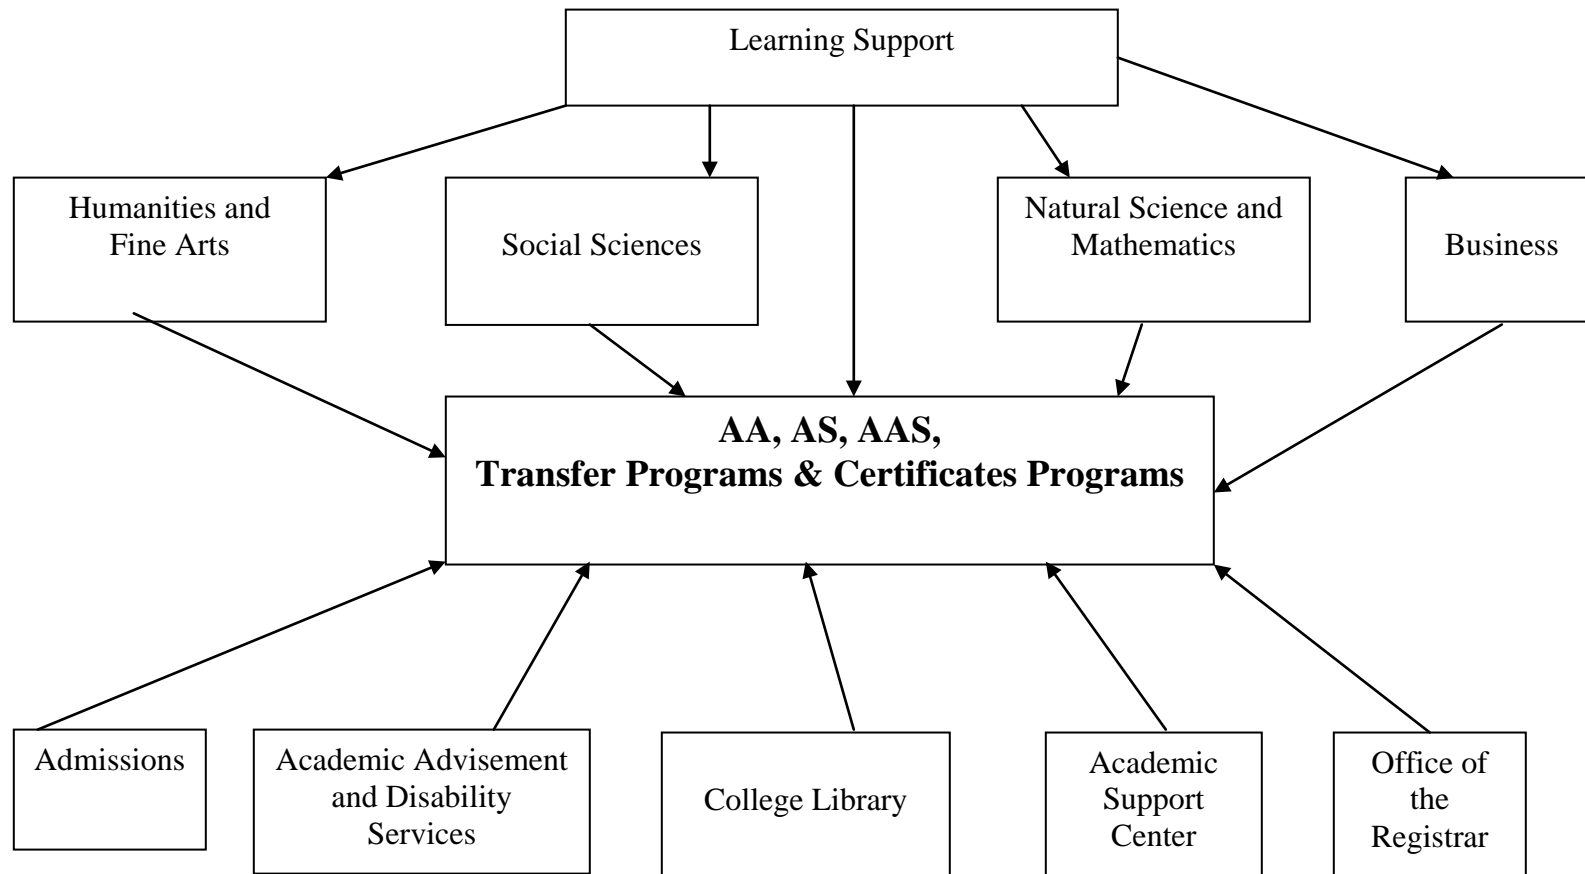 Learning Support
Humanities and
Fine Arts
Social Sciences
Natural Science and
Mathematics
Business
AA, AS, AAS,
Transfer Programs & Certificates Programs
Admissions
Academic Advisement
and Disability
Services
College Library
Academic
Support
Center
Office of
the
Registrar